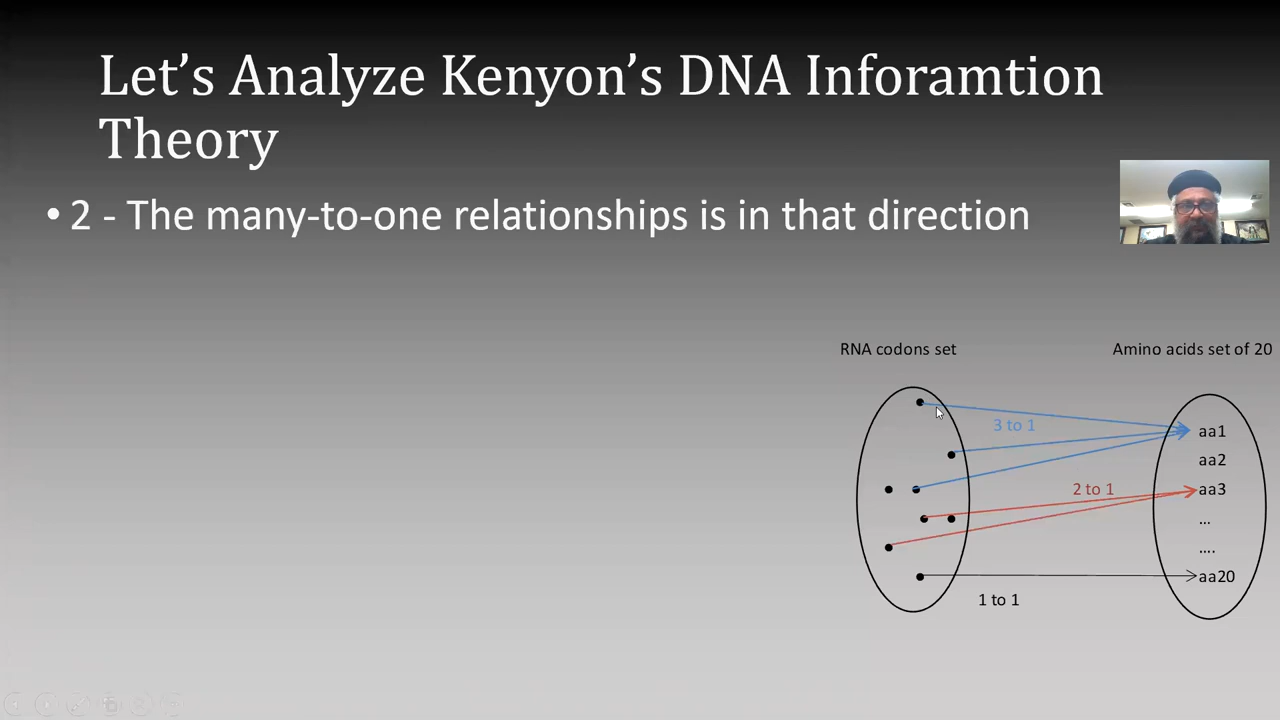 Let's Analyze Kenyon's DNA Inforamtion
Theory
• 2 - The many-to-one relationships is in that direction
RNA codons set
Amino acids set of 20
3 to 1
aa1
aa2
2 to 1
aa3
...
....
aa20
1 to 1